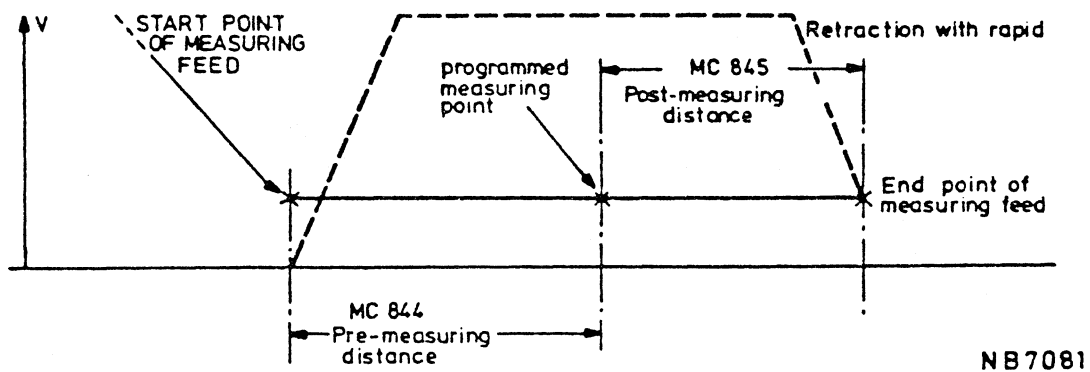 V
START POINT
OF MEASURING
FEED
programmed
measuring
point
MC 845
Post-measuring
distance
Retraction with rapid
End point of
measuring feed
MC 844
Pre-measuring
distance
NB7081